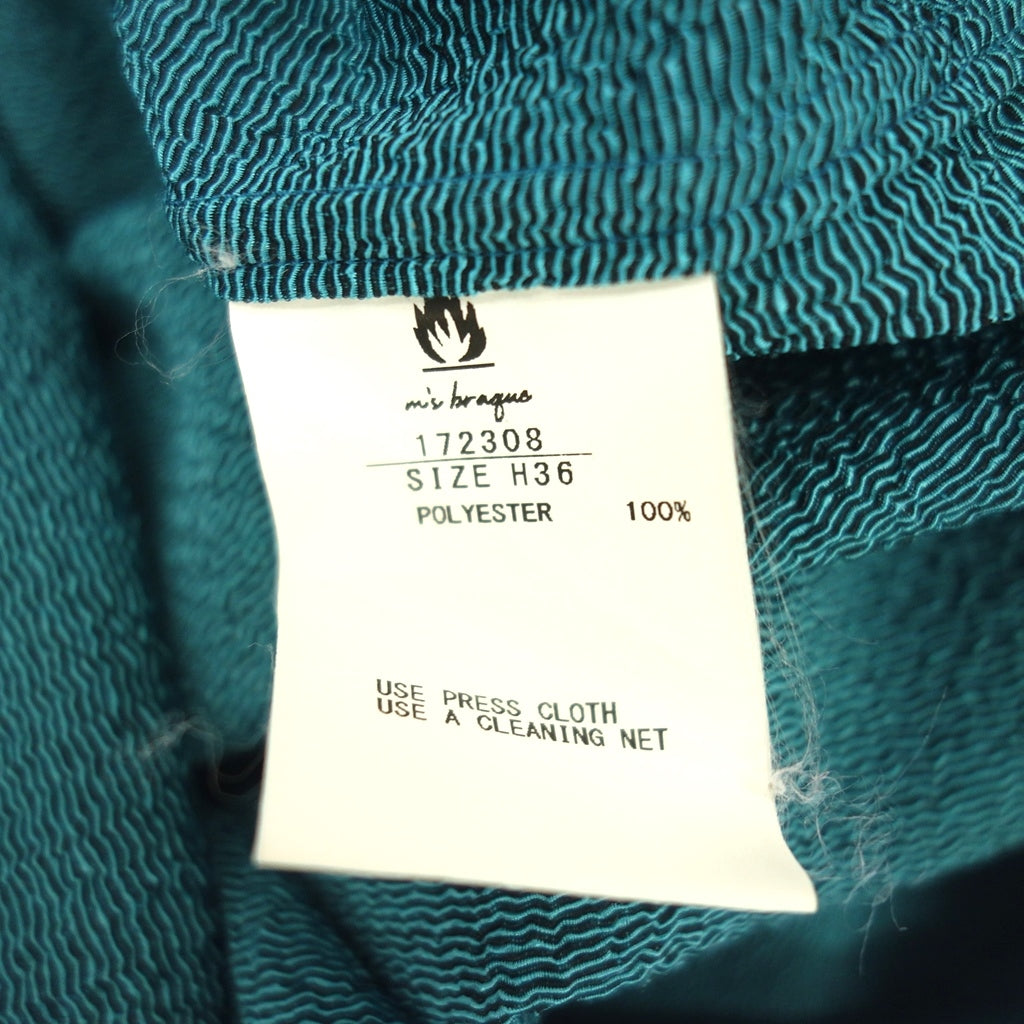 m's braque
172308
SIZE H36
POLYESTER 100%
USE PRESS CLOTH
USE A CLEANING NET